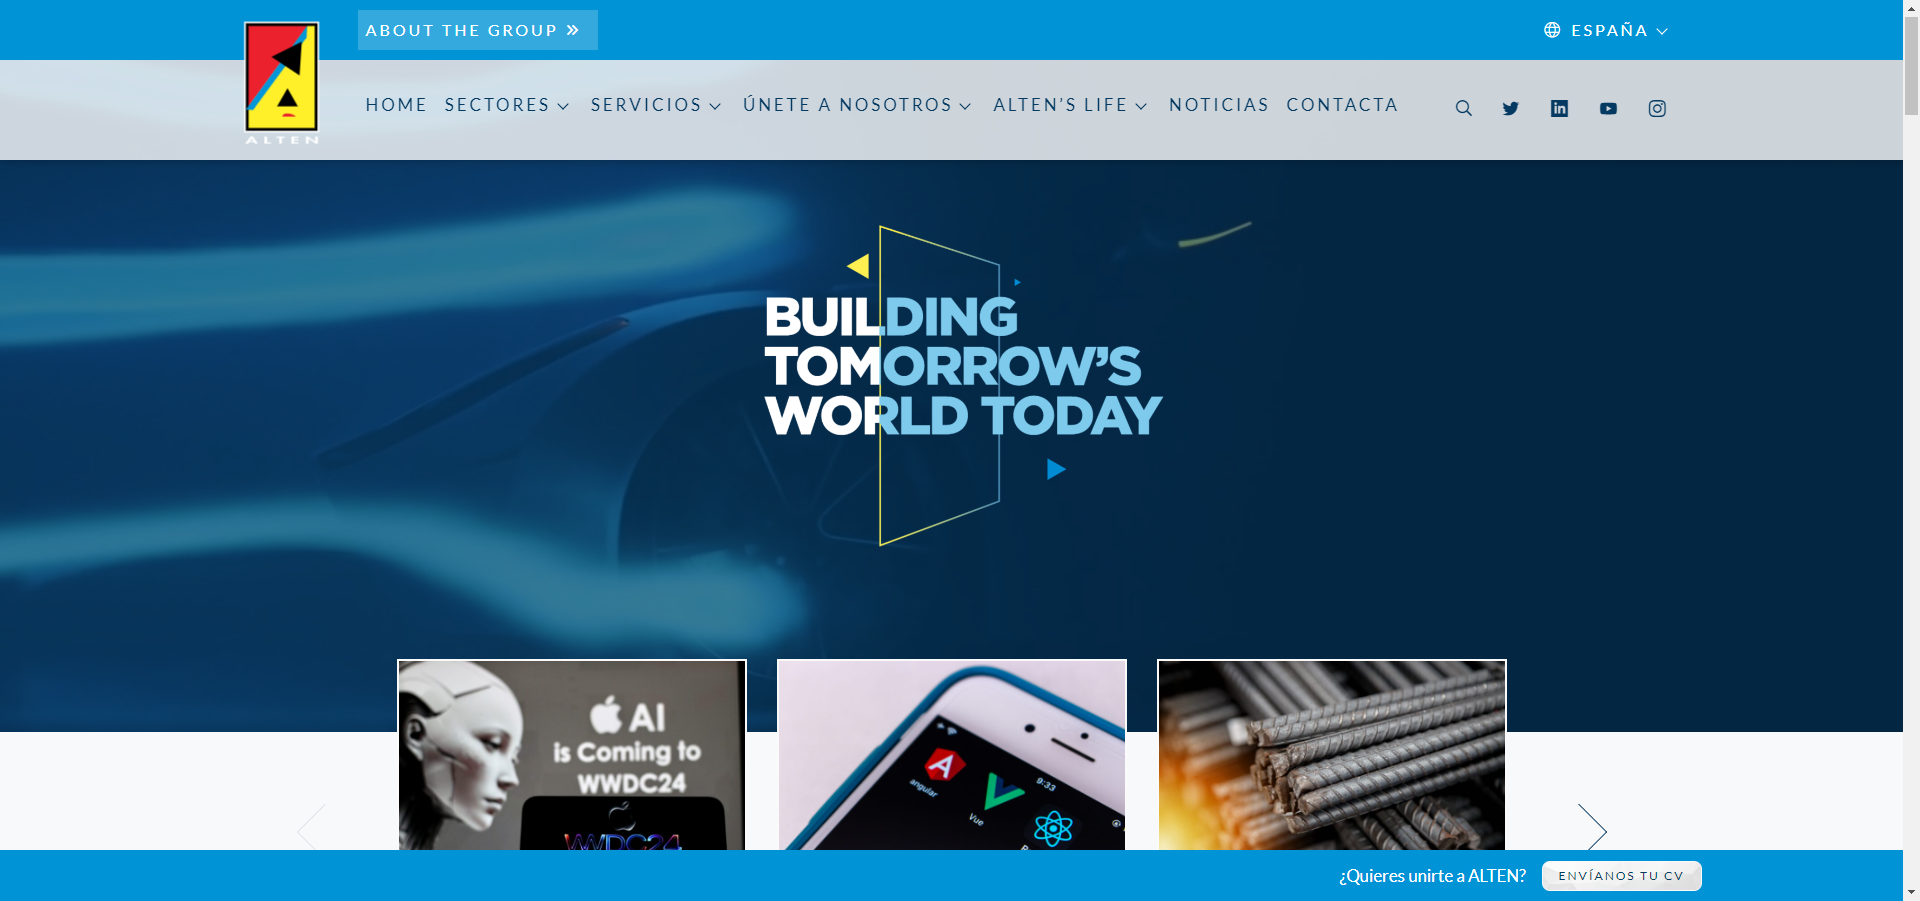 ABOUT THE GROUP »
ESPAÑA
ALTEN
HOME SECTORES SERVICIOS ÚNETE A NOSOTROS ALTEN'S LIFE NOTICIAS CONTACTA
BUILDING
TOMORROW'S
WORLD TODAY
AI
is Coming to
WWDC24
WWDC24
angular
Vue
9:33
¿Quieres unirte a ALTEN?
ENVÍANOS TU CV